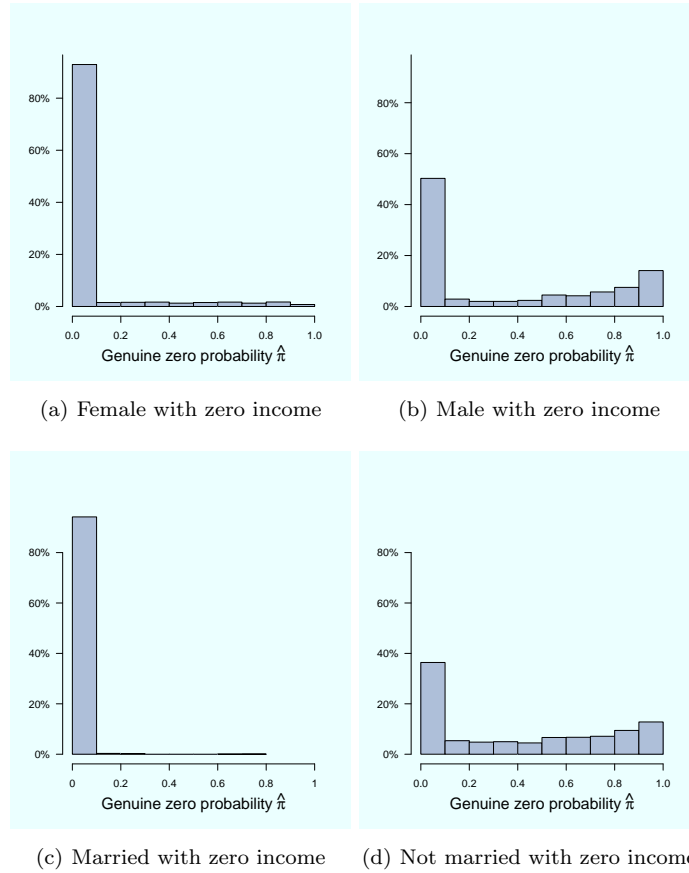 80%
60%
40%
20%
0%
0.0 0.2 0.4 0.6 0.8 1.0
Genuine zero probability π̂
80%
60%
40%
20%
0%
0.0 0.2 0.4 0.6 0.8 1.0
Genuine zero probability π̂
(a) Female with zero income
(b) Male with zero income
80%
60%
40%
20%
0%
0 0.2 0.4 0.6 0.8 1
Genuine zero probability π̂
80%
60%
40%
20%
0%
0.0 0.2 0.4 0.6 0.8 1.0
Genuine zero probability π̂
(c) Married with zero income
(d) Not married with zero income